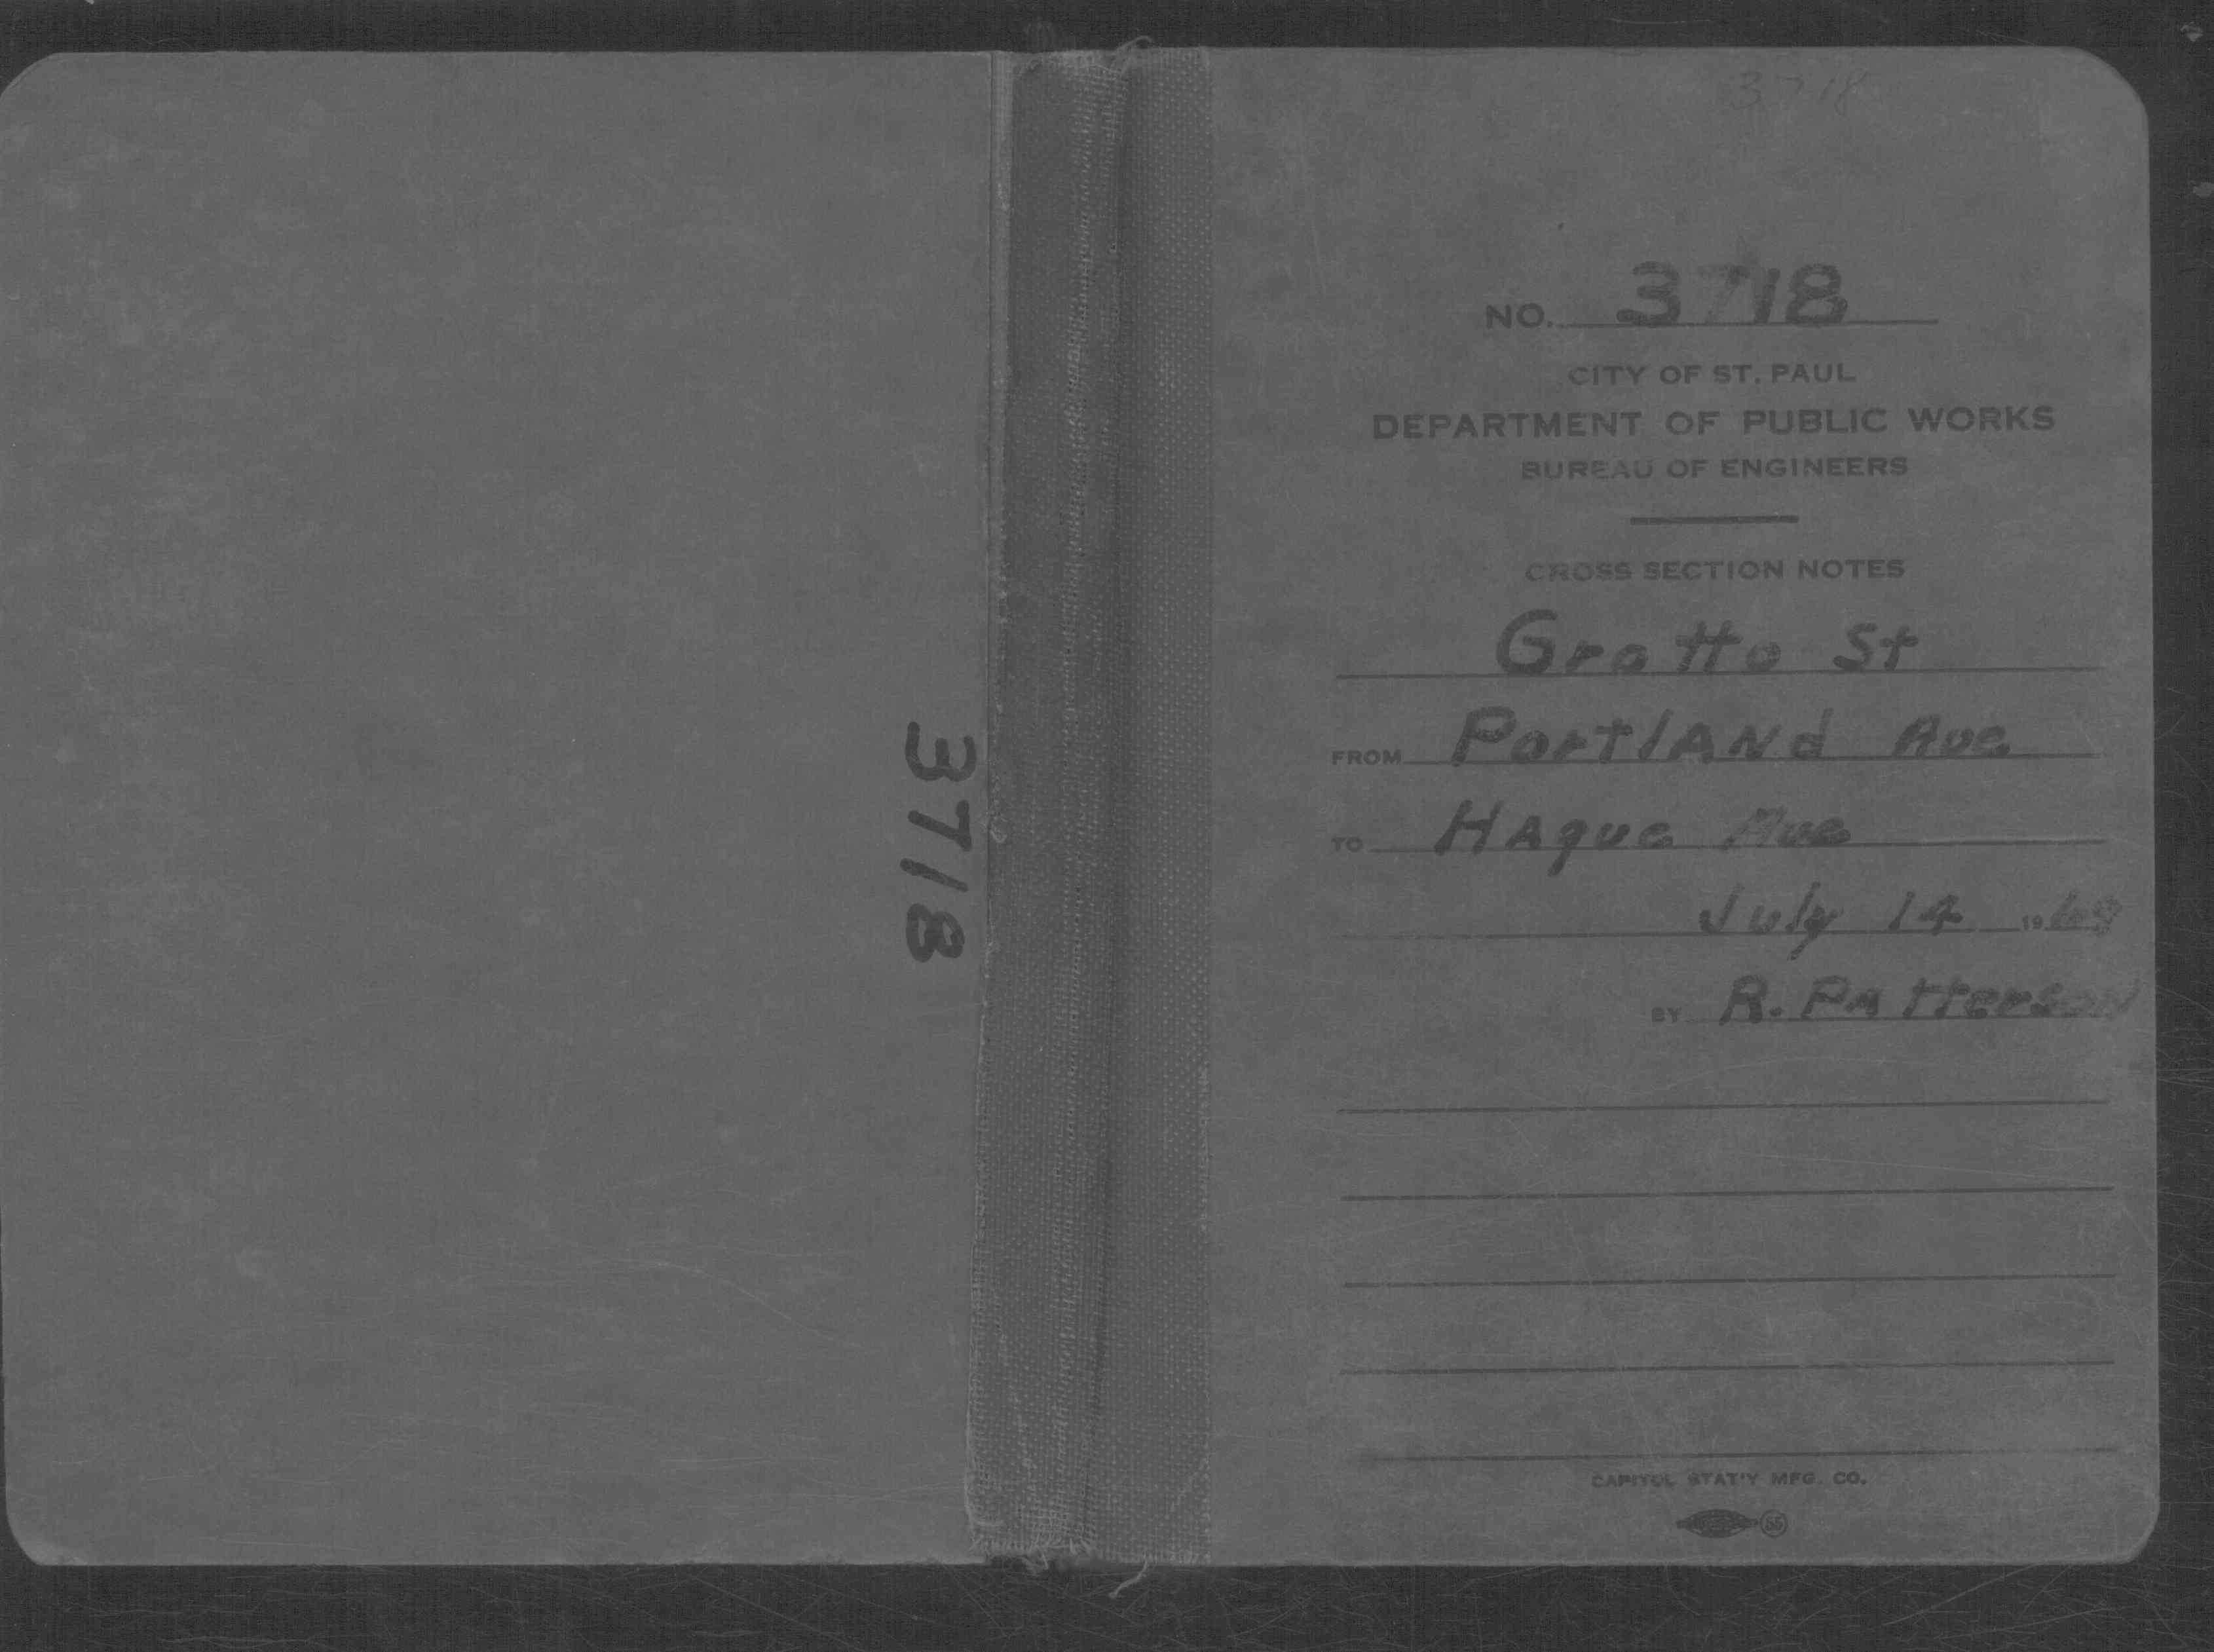 3718
3718
NO. 3718
CITY OF ST. PAUL
DEPARTMENT OF PUBLIC WORKS
BUREAU OF ENGINEERS
CROSS SECTION NOTES
Grotto St
FROM Portland Ave
TO Hague Ave
July 14 19
BY R. Patterson
CAPITOL STAT'Y MFG. CO.